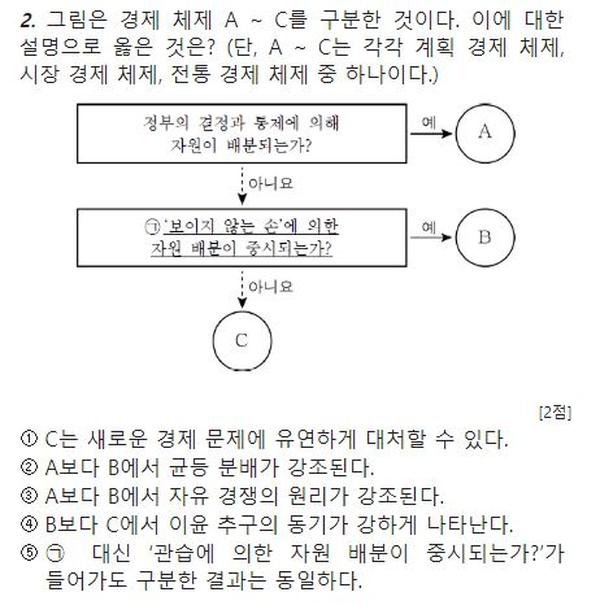 2. 그림은 경제 체제 A ~ C를 구분한 것이다. 이에 대한
설명으로 옳은 것은? (단, A ~ C는 각각 계획 경제 체제,
시장 경제 체제, 전통 경제 체제 중 하나이다.)
정부의 결정과 통제에 의해
자원이 배분되는가?
예
A
아니요
㉠'보이지 않는 손'에 의한
자원 배분이 중시되는가?
예
B
아니요
C
[2점]
① C는 새로운 경제 문제에 유연하게 대처할 수 있다.
② A보다 B에서 균등 분배가 강조된다.
③ A보다 B에서 자유 경쟁의 원리가 강조된다.
④ B보다 C에서 이윤 추구의 동기가 강하게 나타난다.
⑤ ㉠ 대신 '관습에 의한 자원 배분이 중시되는가?'가
들어가도 구분한 결과는 동일하다.